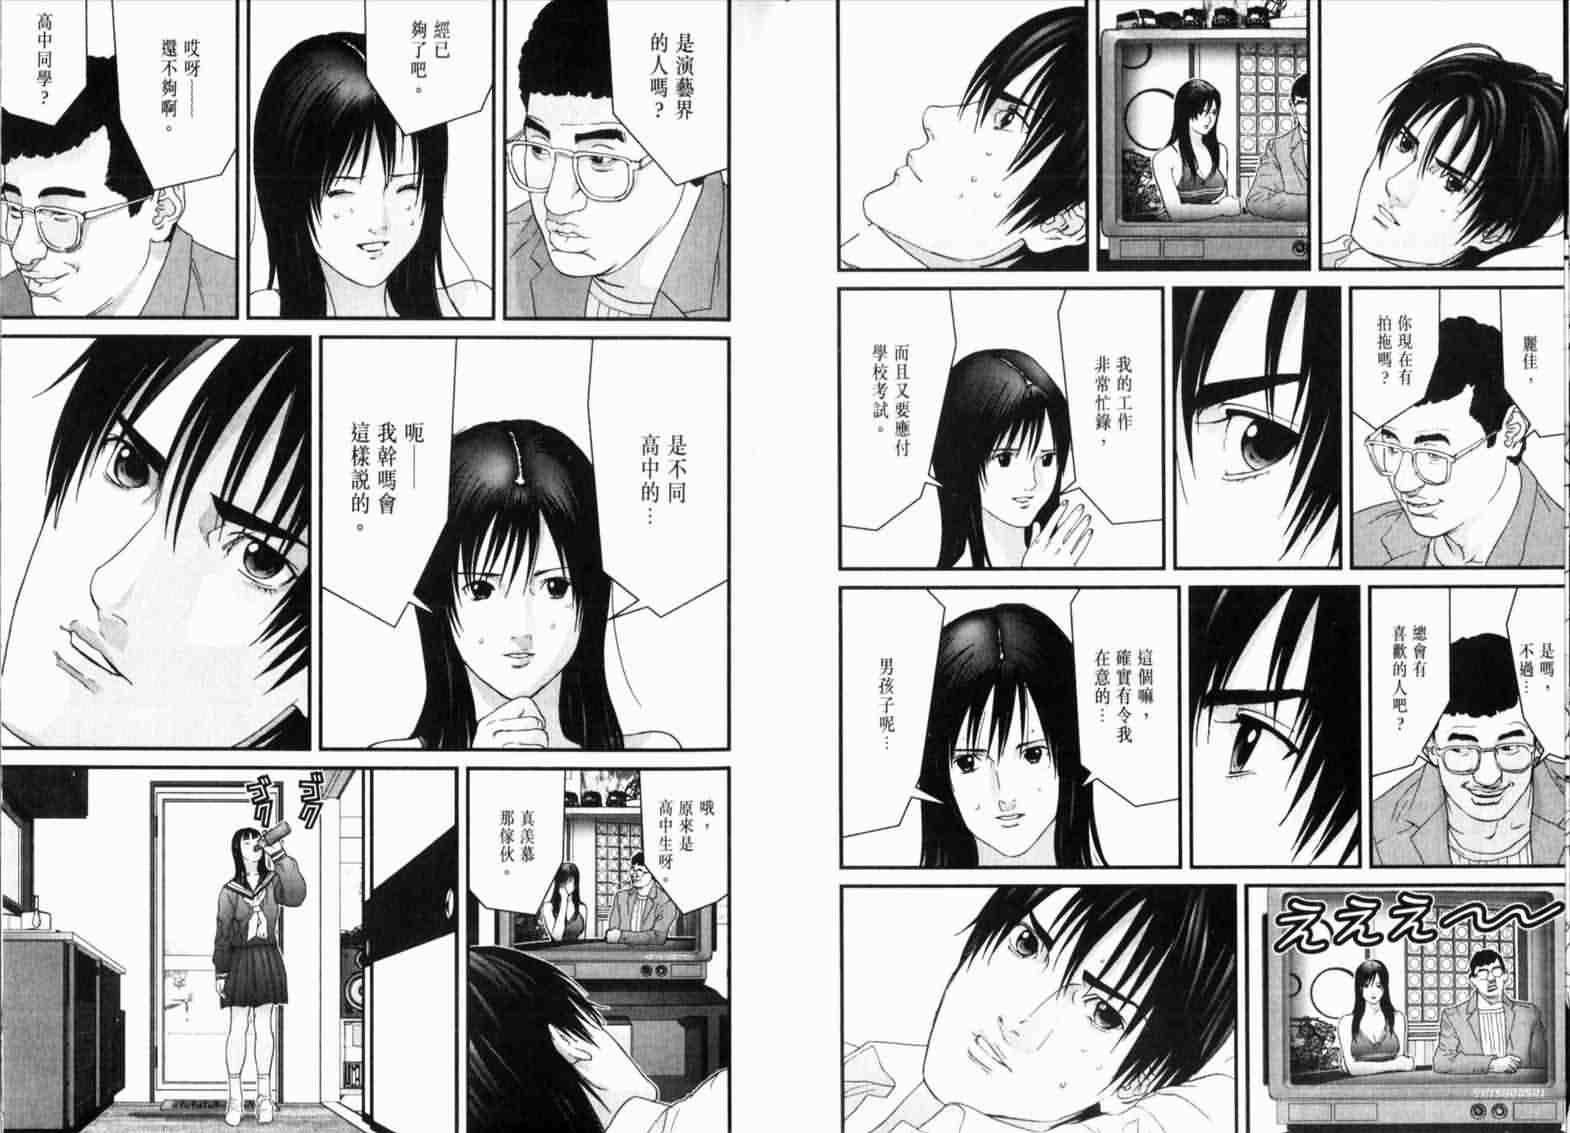 麗佳，
你現在有
拍拖嗎？
我的工作
非常忙錄，
而且又要應付
學校考試。
是嗎，
不過…
總會有
喜歡的人吧？
這個嘛，
確實有令我
在意的…
男孩子呢…
えええ～～
是演藝界
的人嗎？
經已
夠了吧。
哎呀——
還不夠啊。
高中同學？
是不同
高中的…
呃——
我幹嗎會
這樣說的。
哦，
原來是
高中生呀。
真羡慕
那傢伙。
ゴク
ゴク